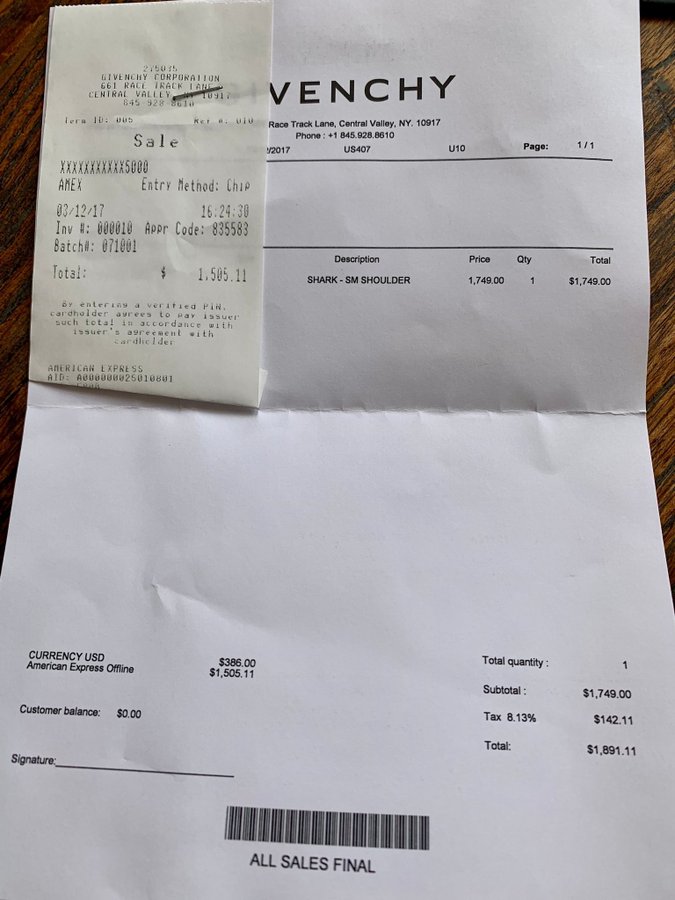 275035
GIVENCHY CORPORATION
661 RACE TRACK LANE
CENTRAL VALLEY, NY 10917
845 928 8610
Term ID: 005 Ref #: 010
Sale
XXXXXXXXXXX5000
AMEX Entry Method: Chip
03/12/17 16:24:30
Inv #: 000010 Appr Code: 835583
Batch#: 071001
Total: $ 1,505.11
By entering a verified PIN,
cardholder agrees to pay issuer
such total in accordance with
issuer's agreement with
cardholder
AMERICAN EXPRESS
AID: A000000025010801
IVENCHY
Race Track Lane, Central Valley, NY. 10917
Phone : +1 845.928.8610
/2017 US407 U10 Page: 1 / 1
Description Price Qty Total
SHARK - SM SHOULDER 1,749.00 1 $1,749.00
CURRENCY USD $386.00
American Express Offline $1,505.11
Customer balance: $0.00
Signature:
Total quantity : 1
Subtotal : $1,749.00
Tax 8.13% $142.11
Total: $1,891.11
ALL SALES FINAL